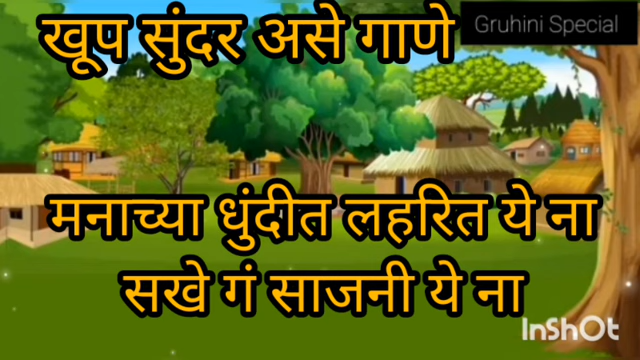 खूप सुंदर असे गाणे
Gruhini Special
मनाच्या धुंदीत लहरित ये ना
सखे गं साजनी ये ना
InShOt